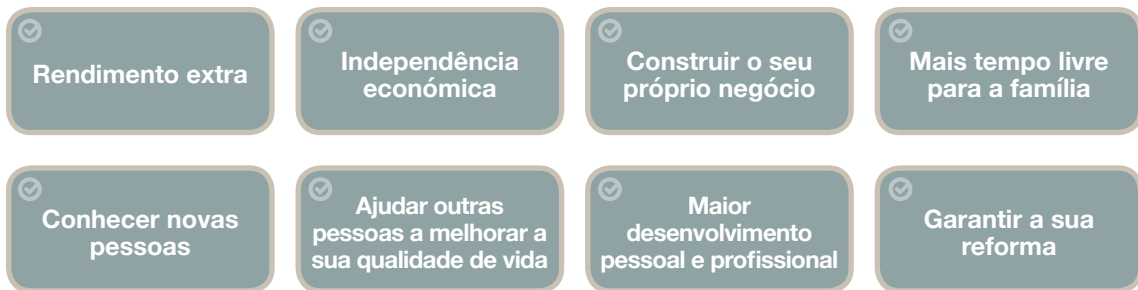 Rendimento extra
Independência
económica
Construir o seu
próprio negócio
Mais tempo livre
para a família
Conhecer novas
pessoas
Ajudar outras
pessoas a melhorar a
sua qualidade de vida
Maior
desenvolvimento
pessoal e profissional
Garantir a sua
reforma